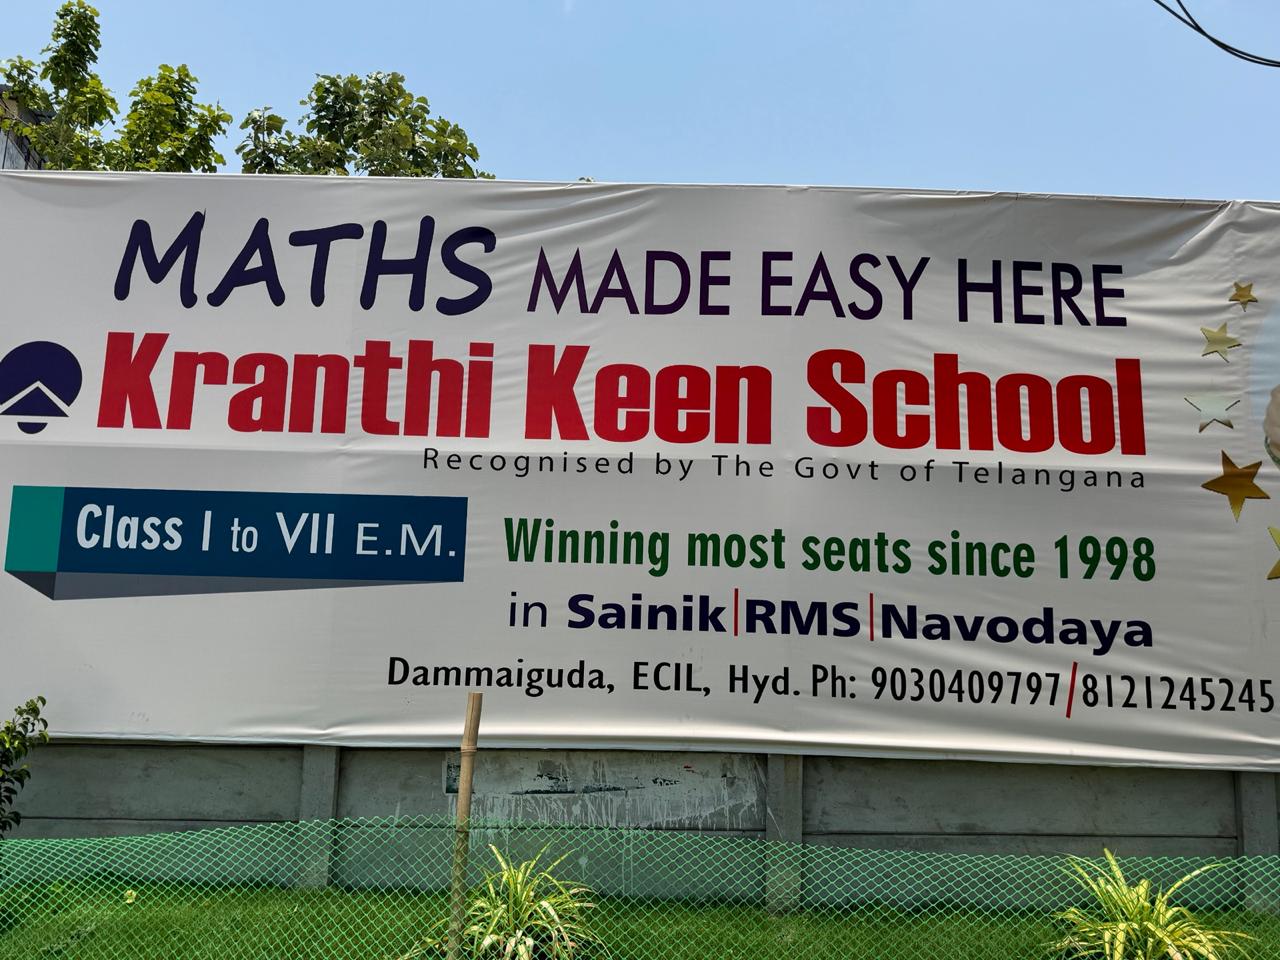 MATHS MADE EASY HERE
Kranthi Keen School
Recognised by The Govt of Telangana
Class I to VII E.M.
Winning most seats since 1998
in Sainik|RMS|Navodaya
Dammaiguda, ECIL, Hyd. Ph: 9030409797/8121245245